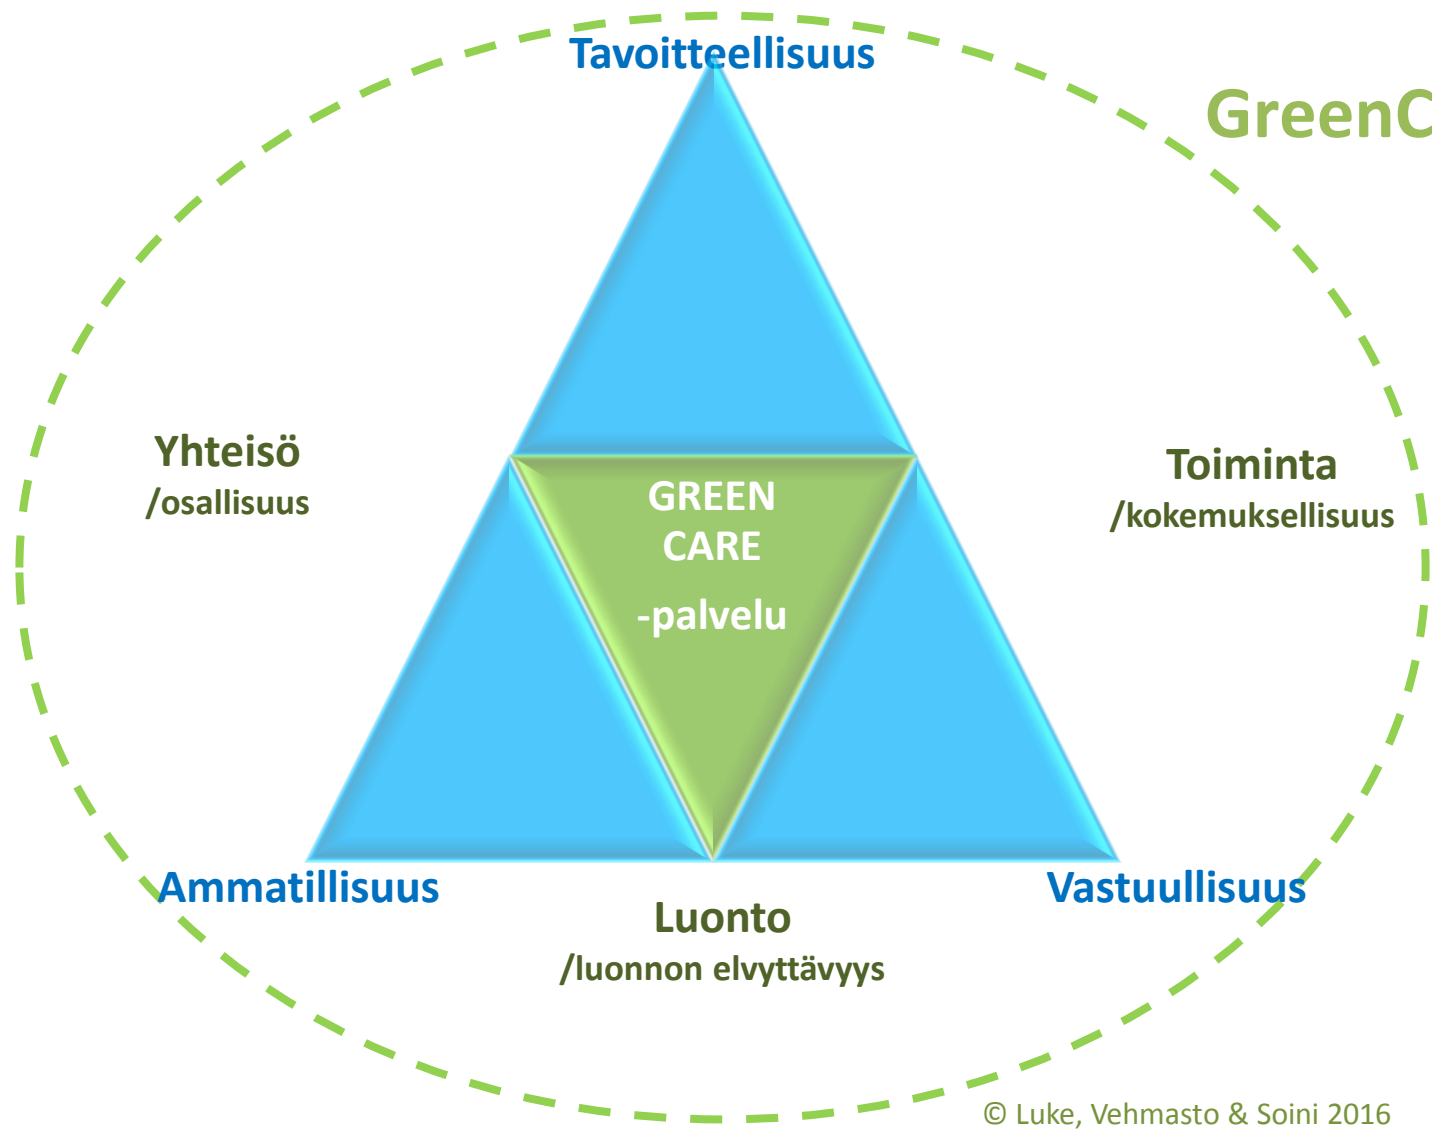 Tavoitteellisuus
GreenC
Yhteisö
/osallisuus
Toiminta
/kokemuksellisuus
GREEN
CARE
-palvelu
Ammatillisuus
Vastuullisuus
Luonto
/luonnon elvyttävyys
© Luke, Vehmasto & Soini 2016